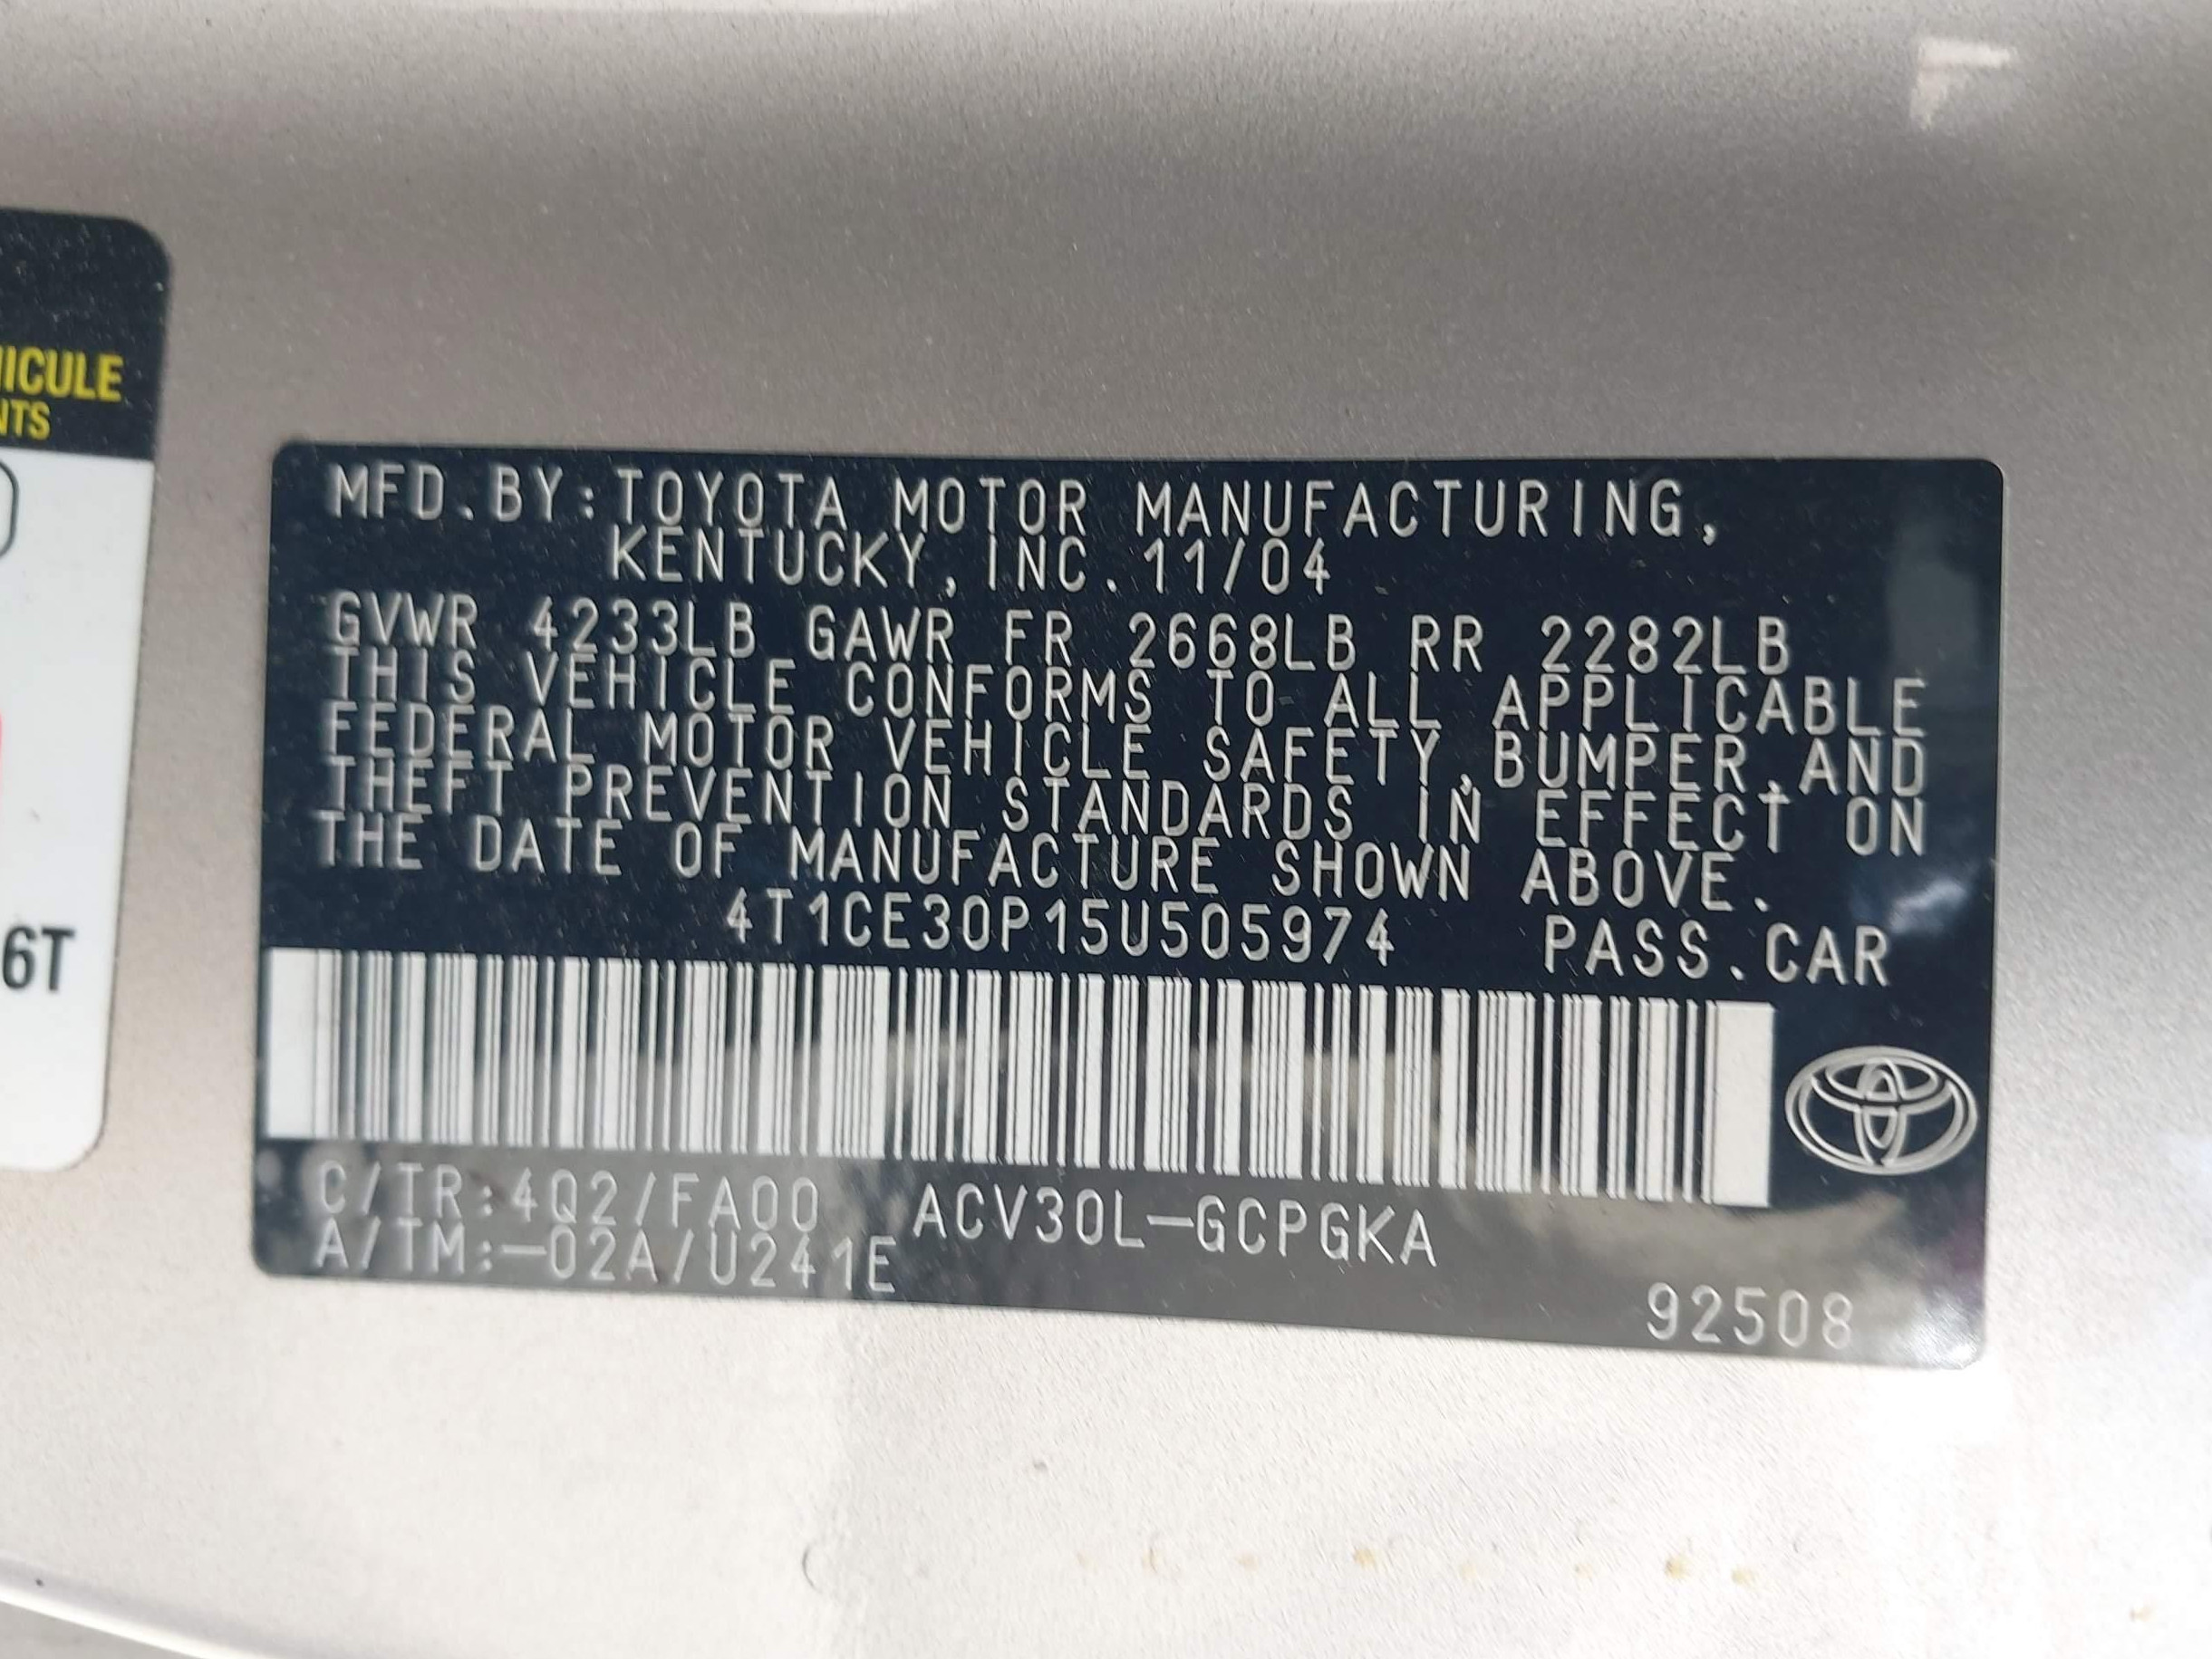 HICULE
NTS
6T
MFD.BY:TOYOTA MOTOR MANUFACTURING,
KENTUCKY, INC.11/04
GVWR 4233LB GAWR FR 2668LB RR 2282LB
THIS VEHICLE CONFORMS TO ALL APPLICABLE
FEDERAL MOTOR VEHICLE SAFETY,BUMPER,AND
THEFT PREVENTION STANDARDS IN EFFECT ON
THE DATE OF MANUFACTURE SHOWN ABOVE.
4T1CE30P15U505974 PASS.CAR
C/TR:4Q2/FA00 ACV30L-GCPGKA
A/TM:-02A/U241E
92508